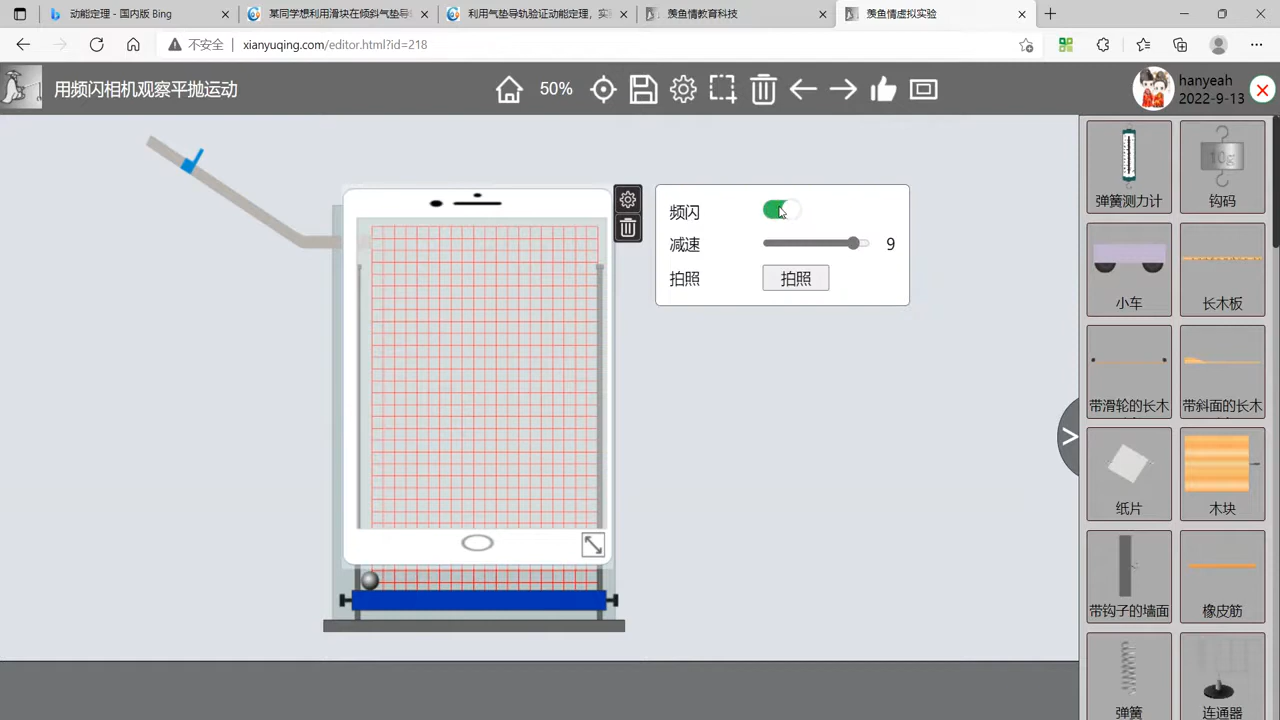 动能定理 - 国内版 Bing
某同学想利用滑块在倾斜气垫导
利用气垫导轨验证动能定理，实
羡鱼情教育科技
羡鱼情虚拟实验
不安全
xianyuqing.com/editor.html?id=218
用频闪相机观察平抛运动
50%
hanyeah
2022-9-13
频闪
减速
9
拍照
拍照
弹簧测力计
10g
钩码
小车
长木板
带滑轮的长木
带斜面的长木
纸片
木块
带钩子的墙面
橡皮筋
弹簧
连通器